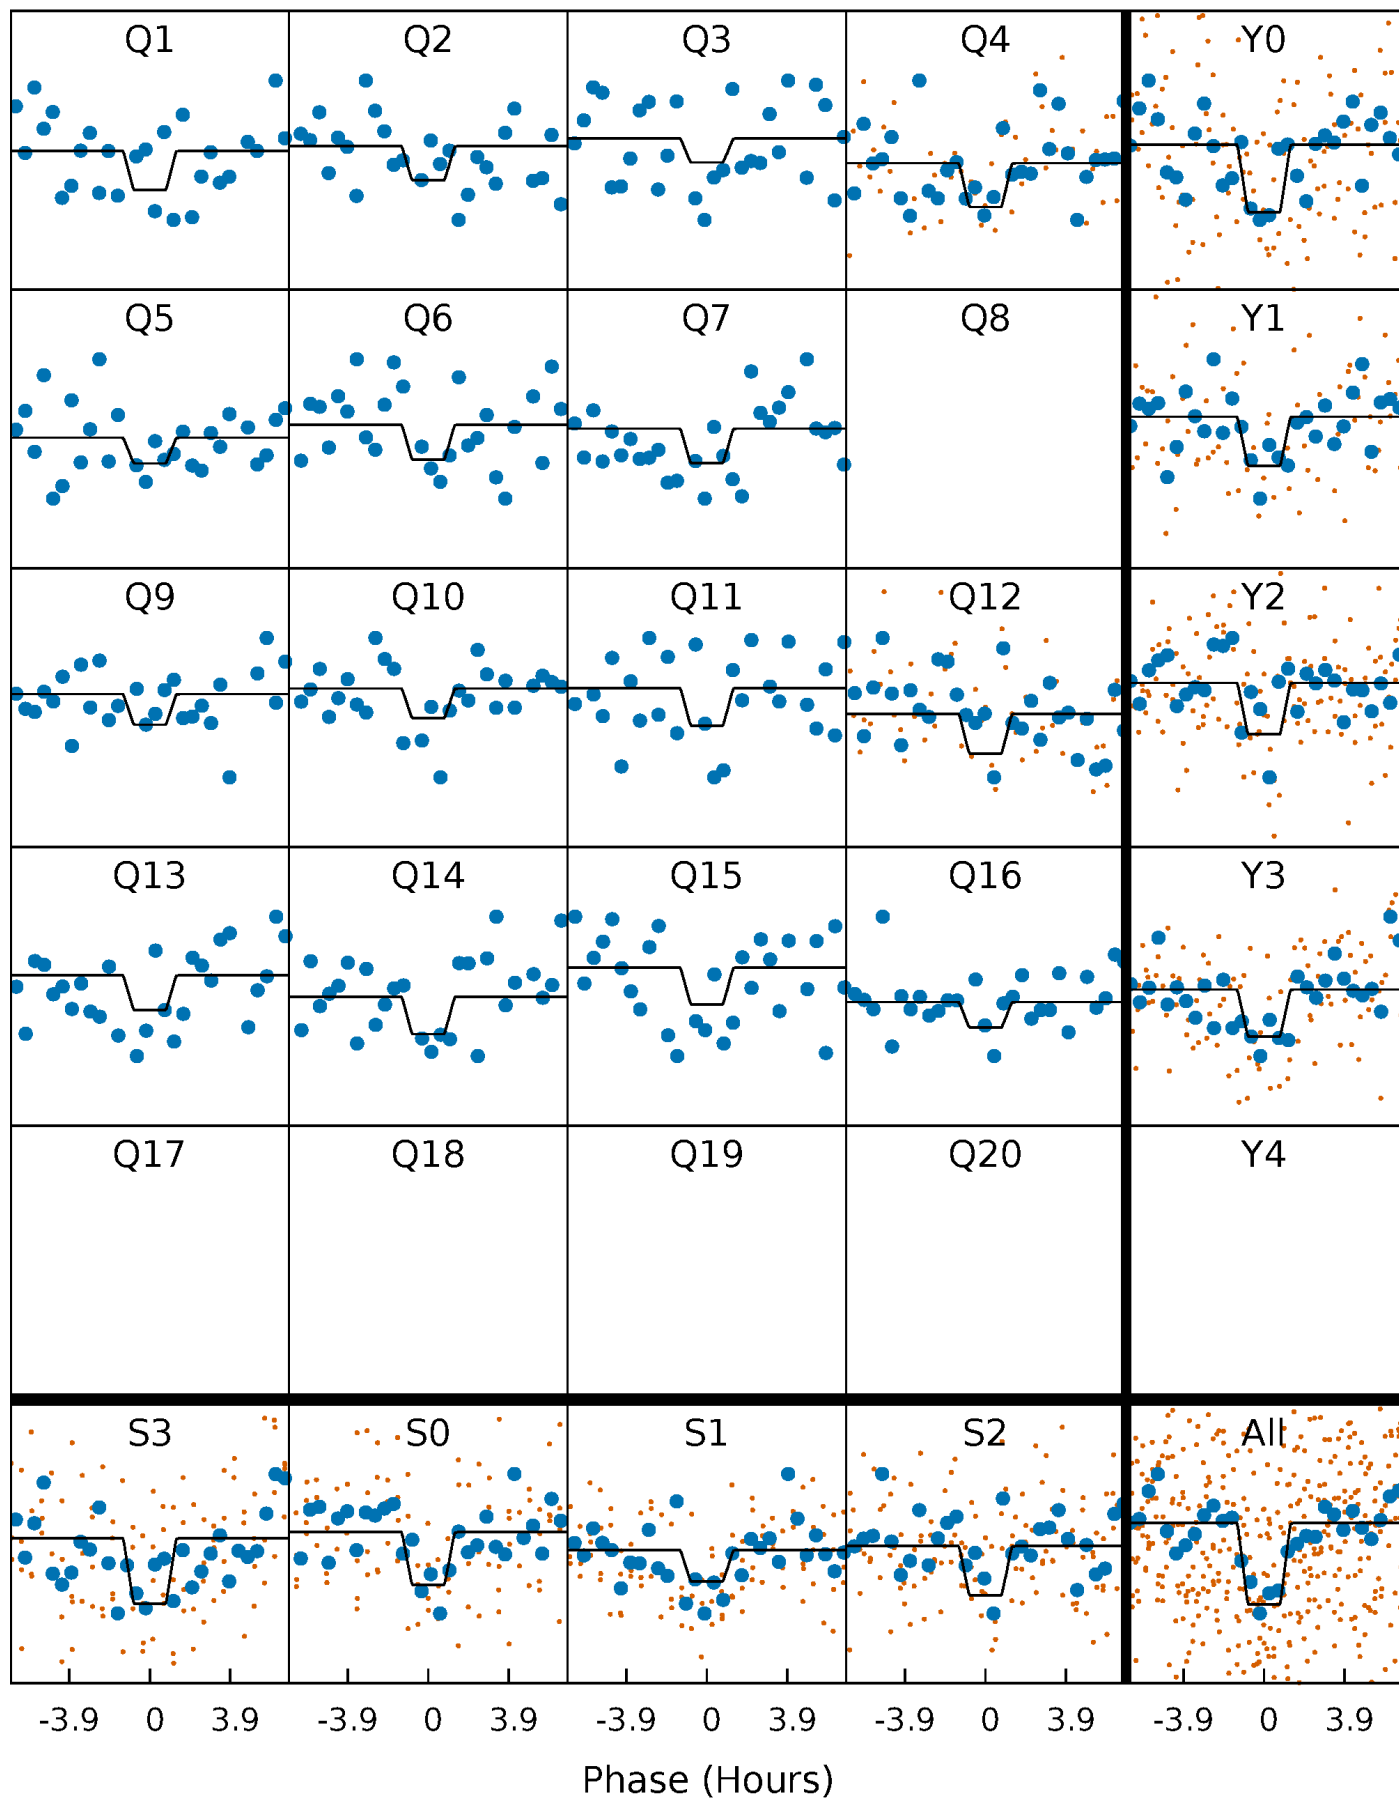 Q1 Q2 Q3 Q4 Y0
Q5 Q6 Q7 Q8 Y1
Q9 Q10 Q11 Q12 Y2
Q13 Q14 Q15 Q16 Y3
Q17 Q18 Q19 Q20 Y4
S3 S0 S1 S2 All
-3.9 0 3.9 -3.9 0 3.9 -3.9 0 3.9 -3.9 0 3.9 -3.9 0 3.9
Phase (Hours)